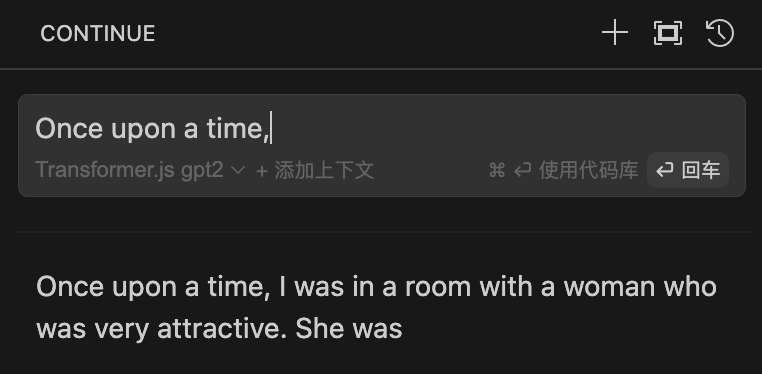 CONTINUE
Once upon a time,
Transformer.js gpt2 + 添加上下文 ⌘ ⏎ 使用代码库 ⏎ 回车
Once upon a time, I was in a room with a woman who
was very attractive. She was